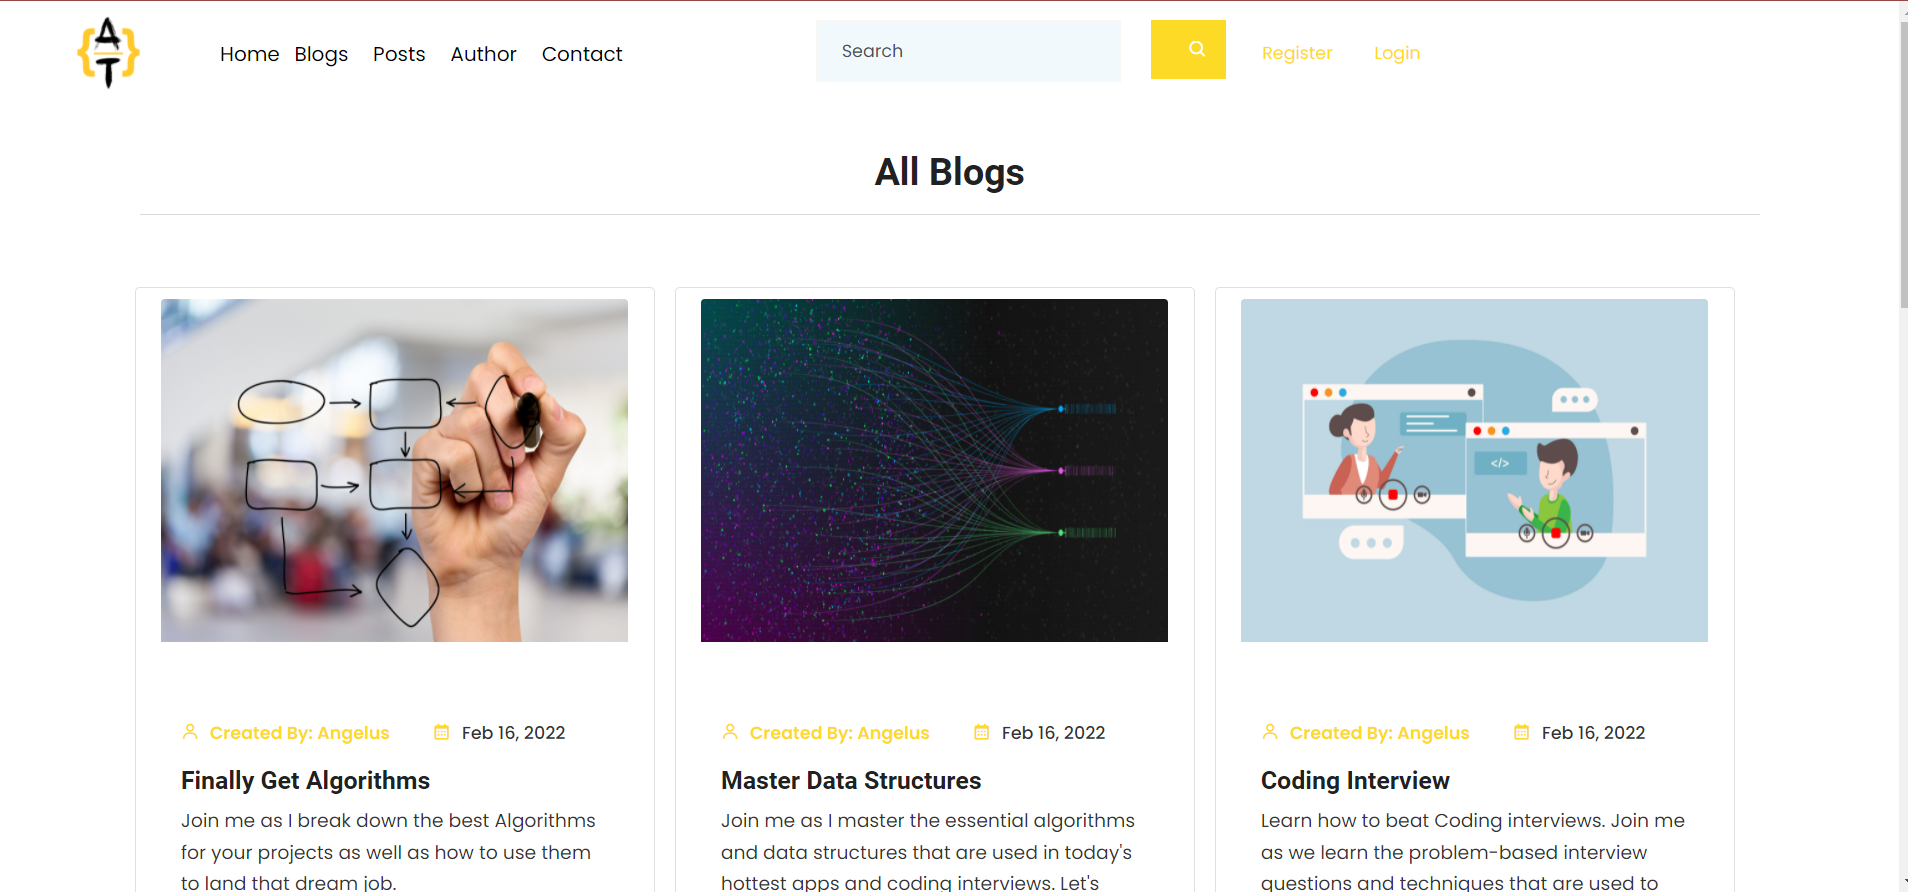 A
T
Home Blogs Posts Author Contact
Search
Register Login
All Blogs
</>
Created By: Angelus Feb 16, 2022
Finally Get Algorithms
Join me as I break down the best Algorithms
for your projects as well as how to use them
to land that dream job.
Created By: Angelus Feb 16, 2022
Master Data Structures
Join me as I master the essential algorithms
and data structures that are used in today's
hottest apps and coding interviews. Let's
Created By: Angelus Feb 16, 2022
Coding Interview
Learn how to beat Coding interviews. Join me
as we learn the problem-based interview
questions and techniques that are used to